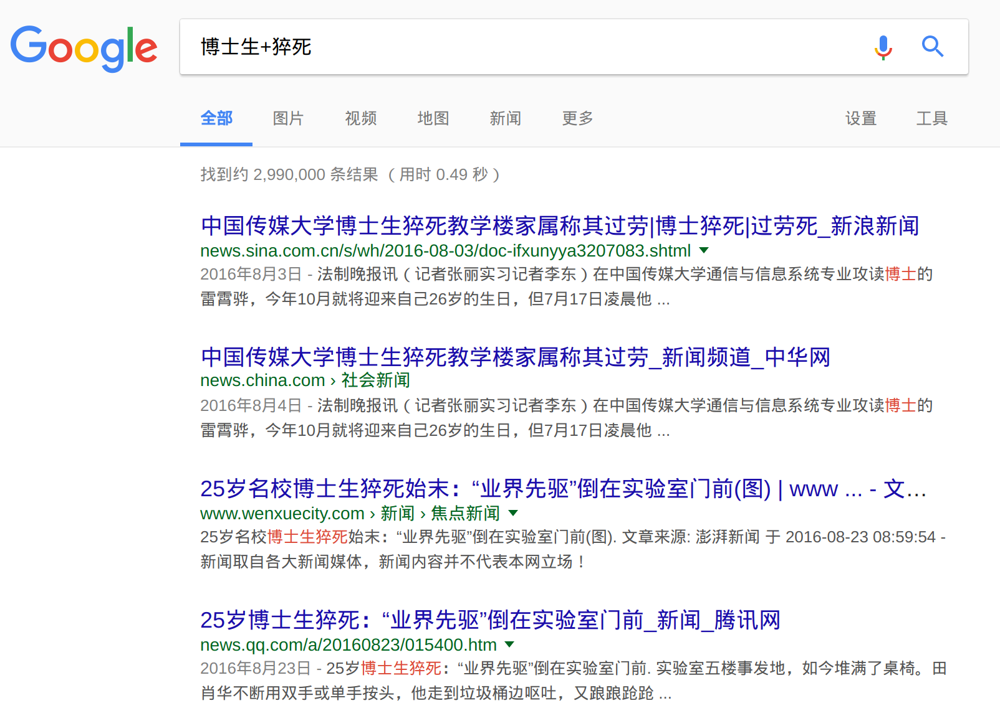 Google
博士生+猝死
全部 图片 视频 地图 新闻 更多 设置 工具
找到约 2,990,000 条结果 （用时 0.49 秒）
中国传媒大学博士生猝死教学楼家属称其过劳|博士猝死|过劳死_新浪新闻
news.sina.com.cn/s/wh/2016-08-03/doc-ifxunyya3207083.shtml
2016年8月3日 - 法制晚报讯（记者张丽实习记者李东）在中国传媒大学通信与信息系统专业攻读博士的
雷霄骅，今年10月就将迎来自己26岁的生日，但7月17日凌晨他 ...
中国传媒大学博士生猝死教学楼家属称其过劳_新闻频道_中华网
news.china.com › 社会新闻
2016年8月4日 - 法制晚报讯（记者张丽实习记者李东）在中国传媒大学通信与信息系统专业攻读博士的
雷霄骅，今年10月就将迎来自己26岁的生日，但7月17日凌晨他 ...
25岁名校博士生猝死始末：“业界先驱”倒在实验室门前(图) | www ... - 文…
www.wenxuecity.com › 新闻 › 焦点新闻
25岁名校博士生猝死始末：“业界先驱”倒在实验室门前(图). 文章来源: 澎湃新闻 于 2016-08-23 08:59:54 -
新闻取自各大新闻媒体，新闻内容并不代表本网立场！
25岁博士生猝死：“业界先驱”倒在实验室门前_新闻_腾讯网
news.qq.com/a/20160823/015400.htm
2016年8月23日 - 25岁博士生猝死：“业界先驱”倒在实验室门前. 实验室五楼事发地，如今堆满了桌椅。田
肖华不断用双手或单手按头，他走到垃圾桶边呕吐，又踉踉跄跄 ...